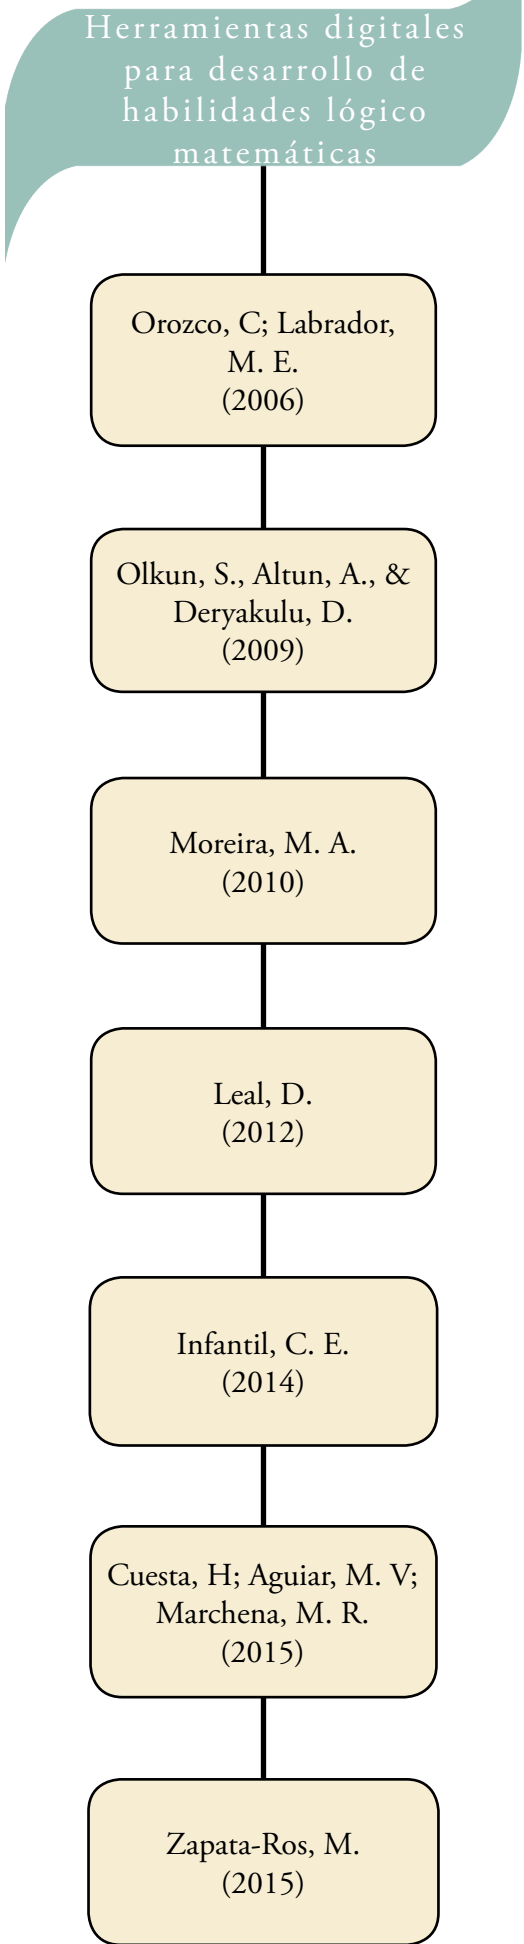 Herramientas digitales
para desarrollo de
habilidades lógico
matemáticas
Orozco, C; Labrador,
M. E.
(2006)
Olkun, S., Altun, A., &
Deryakulu, D.
(2009)
Moreira, M. A.
(2010)
Leal, D.
(2012)
Infantil, C. E.
(2014)
Cuesta, H; Aguiar, M. V;
Marchena, M. R.
(2015)
Zapata-Ros, M.
(2015)